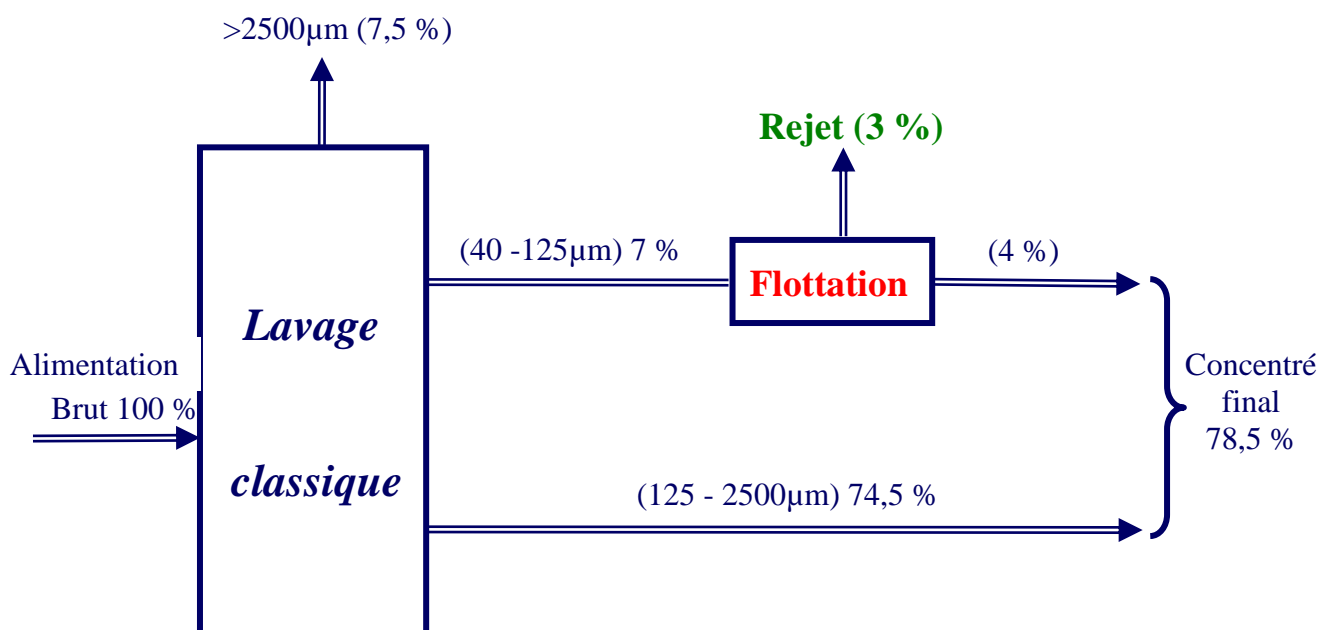 >2500µm (7,5 %)
Rejet (3 %)
(40 -125µm) 7 %
(4 %)
Flottation
Lavage
classique
Alimentation
Brut 100 %
Concentré
final
78,5 %
(125 - 2500µm) 74,5 %